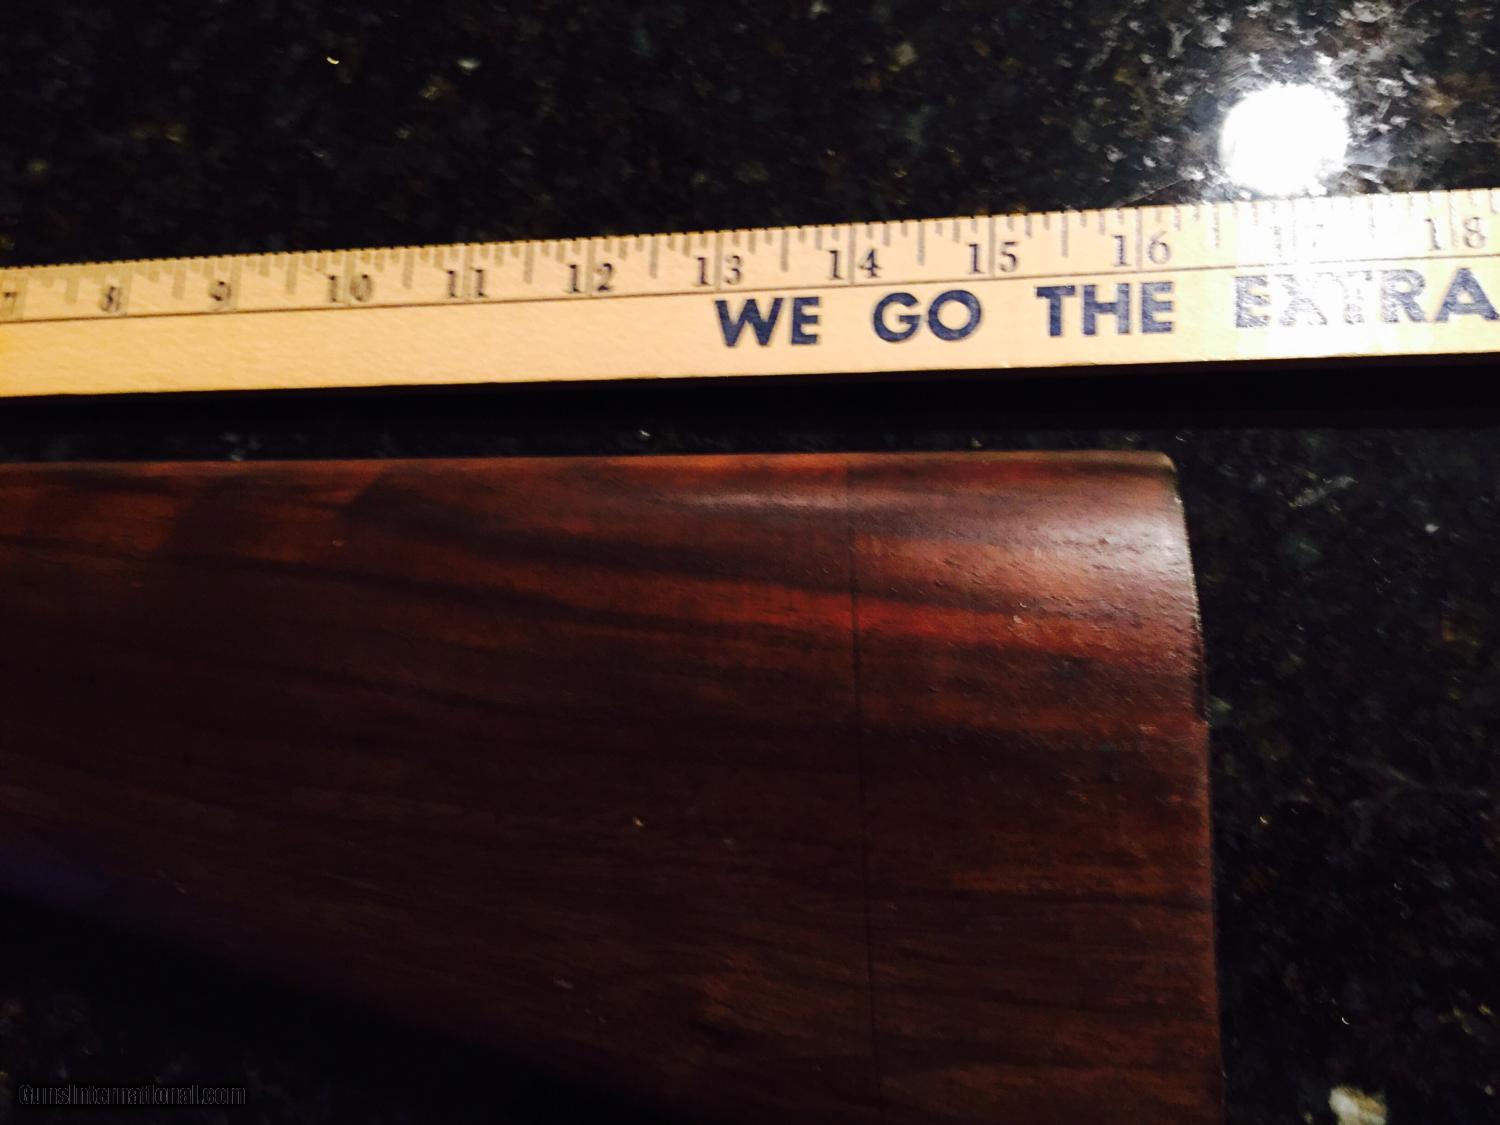 7 8 9 10 11 12 13 14 15 16 17 18
WE GO THE EXTRA
GunsInternational.com